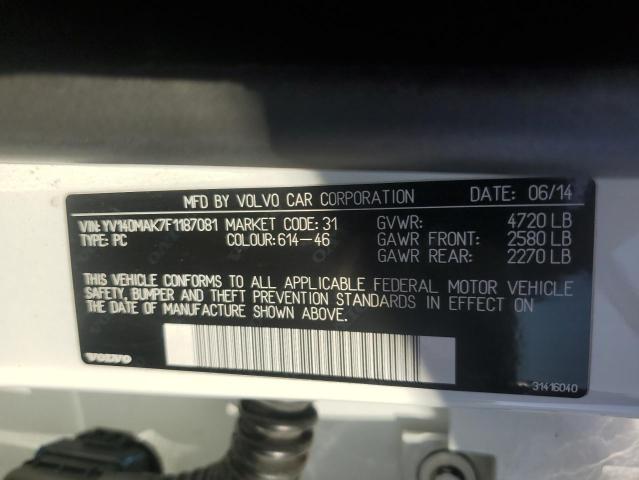 MFD BY VOLVO CAR CORPORATION DATE: 06/14
VIN: YV140MAK7F1187081 MARKET CODE: 31 GVWR: 4720 LB
TYPE: PC COLOUR: 614-46 GAWR FRONT: 2580 LB
GAWR REAR: 2270 LB
THIS VEHICLE CONFORMS TO ALL APPLICABLE FEDERAL MOTOR VEHICLE
SAFETY, BUMPER AND THEFT PREVENTION STANDARDS IN EFFECT ON
THE DATE OF MANUFACTURE SHOWN ABOVE.
VOLVO
31416040